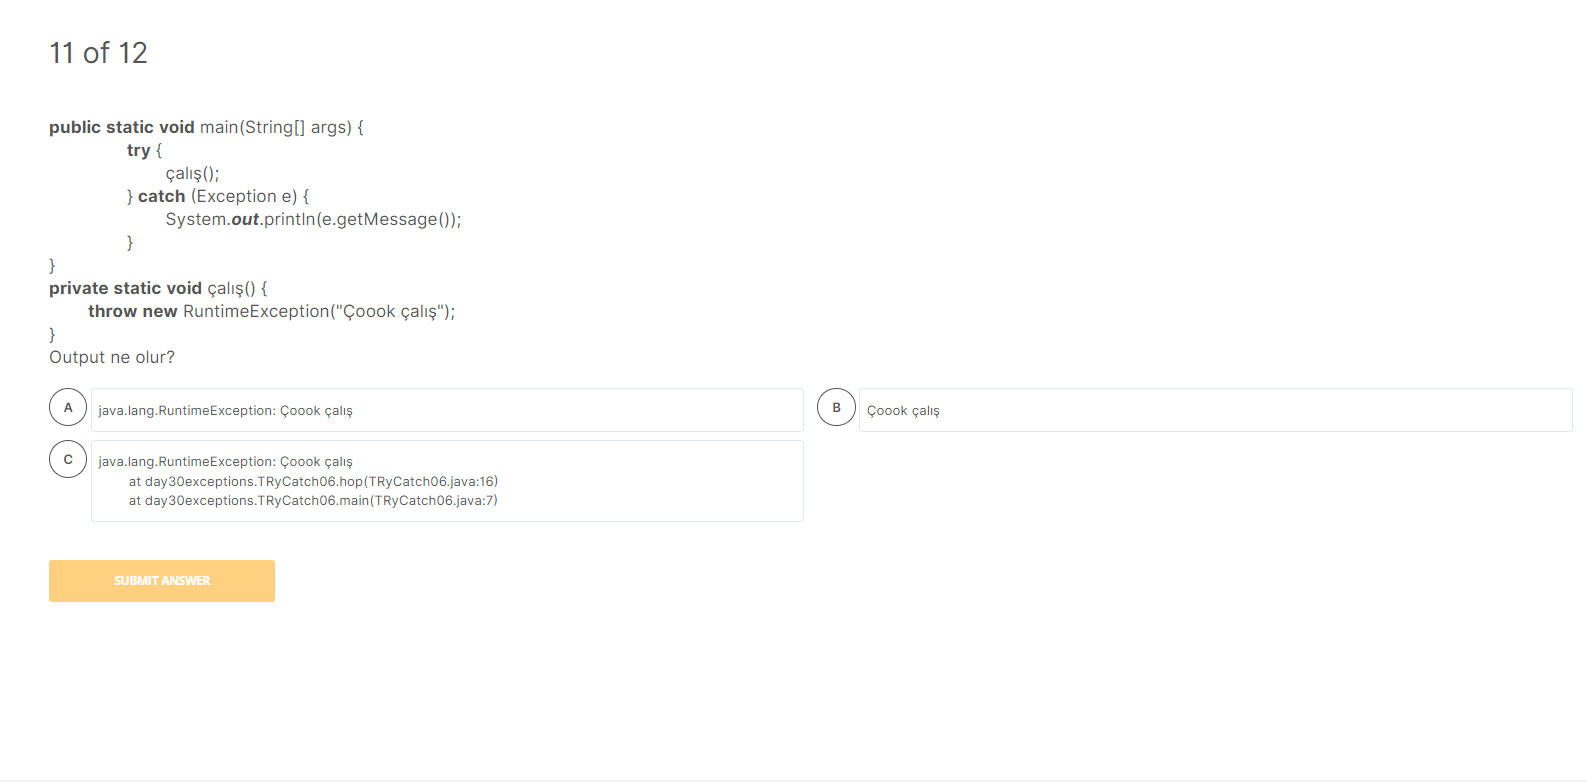 11 of 12
public static void main(String[] args) {
try {
çalış();
} catch (Exception e) {
System.out.println(e.getMessage());
}
}
private static void çalış() {
throw new RuntimeException("Çoook çalış");
}
Output ne olur?
A java.lang.RuntimeException: Çoook çalış
B Çoook çalış
C java.lang.RuntimeException: Çoook çalış
at day30exceptions.TRyCatch06.hop(TRyCatch06.java:16)
at day30exceptions.TRyCatch06.main(TRyCatch06.java:7)
SUBMIT ANSWER